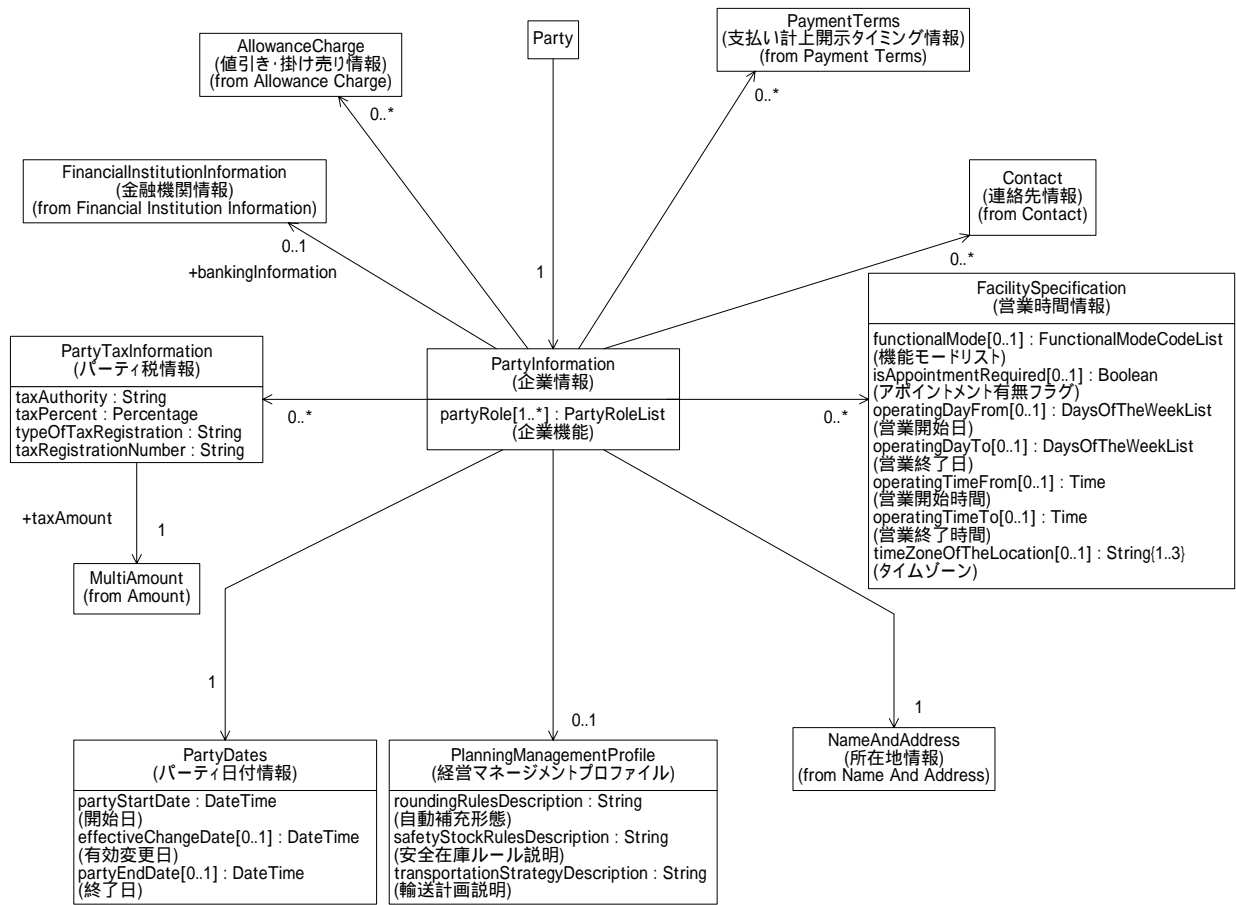 AllowanceCharge
(値引き・掛け売り情報)
(from Allowance Charge)
0..*
Party
1
PaymentTerms
(支払い計上開示タイミング情報)
(from Payment Terms)
0..*
FinancialInstitutionInformation
(金融機関情報)
(from Financial Institution Information)
0..1
+bankingInformation
Contact
(連絡先情報)
(from Contact)
0..*
PartyTaxInformation
(パーティ税情報)
taxAuthority : String
taxPercent : Percentage
typeOfTaxRegistration : String
taxRegistrationNumber : String
0..*
PartyInformation
(企業情報)
partyRole[1..*] : PartyRoleList
(企業機能)
0..*
FacilitySpecification
(営業時間情報)
functionalMode[0..1] : FunctionalModeCodeList
(機能モードリスト)
isAppointmentRequired[0..1] : Boolean
(アポイントメント有無フラグ)
operatingDayFrom[0..1] : DaysOfTheWeekList
(営業開始日)
operatingDayTo[0..1] : DaysOfTheWeekList
(営業終了日)
operatingTimeFrom[0..1] : Time
(営業開始時間)
operatingTimeTo[0..1] : Time
(営業終了時間)
timeZoneOfTheLocation[0..1] : String{1..3}
(タイムゾーン)
+taxAmount
1
MultiAmount
(from Amount)
1
PartyDates
(パーティ日付情報)
partyStartDate : DateTime
(開始日)
effectiveChangeDate[0..1] : DateTime
(有効変更日)
partyEndDate[0..1] : DateTime
(終了日)
0..1
PlanningManagementProfile
(経営マネージメントプロファイル)
roundingRulesDescription : String
(自動補充形態)
safetyStockRulesDescription : String
(安全在庫ルール説明)
transportationStrategyDescription : String
(輸送計画説明)
1
NameAndAddress
(所在地情報)
(from Name And Address)